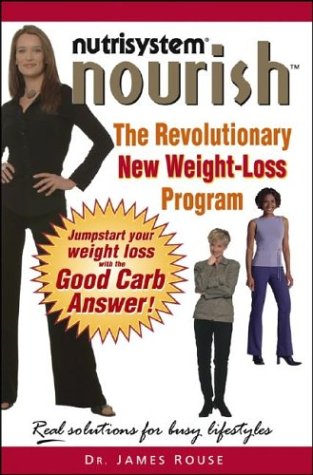 nutrisystem®
nourish™
The Revolutionary
New Weight-Loss
Program
Jumpstart your
weight loss
with the
Good Carb
Answer!
Real solutions for busy lifestyles
DR. JAMES ROUSE